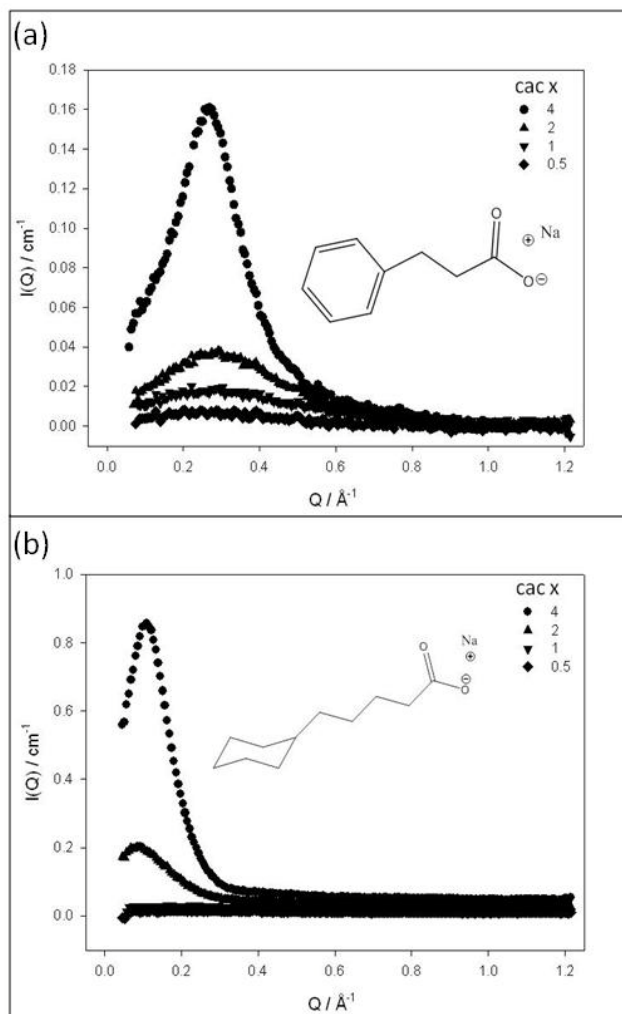 (a)
0.18
0.16
0.14
0.12
0.10
0.08
0.06
0.04
0.02
0.00
I(Q) / cm⁻¹
cac x
4
2
1
0.5
O
⊕ Na
O⊖
0.0 0.2 0.4 0.6 0.8 1.0 1.2
Q / Å⁻¹
(b)
1.0
0.8
0.6
0.4
0.2
0.0
I(Q) / cm⁻¹
cac x
4
2
1
0.5
Na
⊕
O
⊖
O
0.0 0.2 0.4 0.6 0.8 1.0 1.2
Q / Å⁻¹